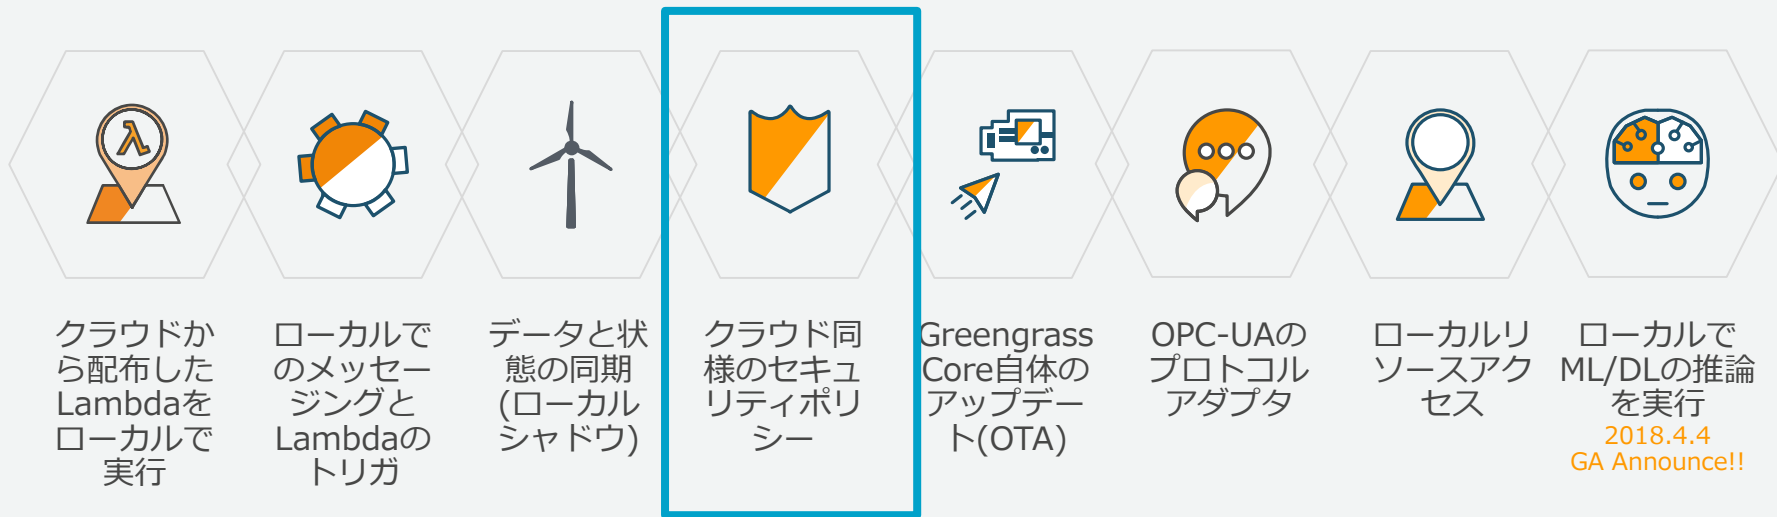 クラウドか
ら配布した
Lambdaを
ローカルで
実行
ローカルで
のメッセー
ジングと
Lambdaの
トリガ
データと状
態の同期
(ローカル
シャドウ)
クラウド同
様のセキュ
リティポリ
シー
Greengrass
Core自体の
アップデー
ト(OTA)
OPC-UAの
プロトコル
アダプタ
ローカルリ
ソースアク
セス
ローカルで
ML/DLの推論
を実行
2018.4.4
GA Announce!!